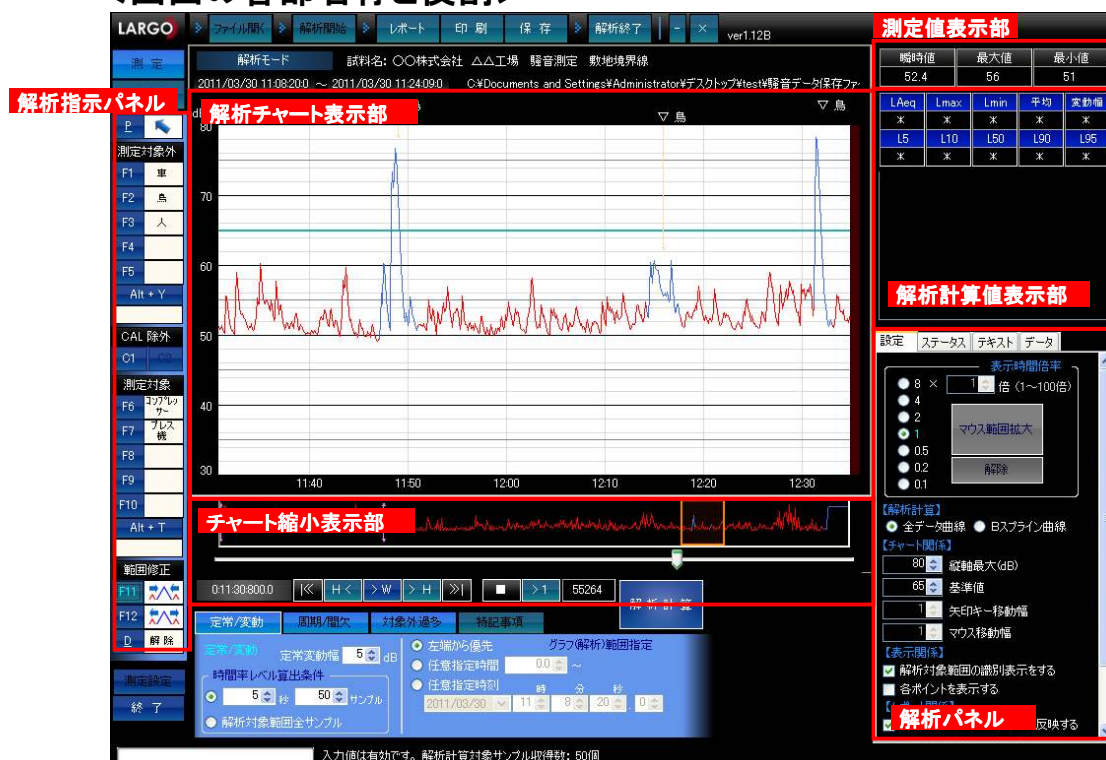 <画面の各部名称と役割>
LARGO
ファイル開く
解析開始
レポート
印 刷
保 存
解析終了
-
×
ver1.12B
測定値表示部
測 定
解析モード
試料名: 〇〇株式会社 △△工場 騒音測定 敷地境界線
2011/03/30 11:08:20.0 ～ 2011/03/30 11:24:09.0
C¥Documents and Settings¥Administrator¥デスクトップ¥test¥騒音データ保存ファ
瞬時値 最大値 最小値
52.4 56 51
解析指示パネル
解析チャート表示部
▽ 鳥
▽ 鳥
LAeq Lmax Lmin 平均 変動幅
* * * * *
L5 L10 L50 L90 L95
* * * * *
P
測定対象外
F1 車
F2 鳥
F3 人
F4
F5
Alt + Y
CAL 除外
C1 C2
測定対象
F6 コンプレッサー
F7 プレス機
F8
F9
F10
Alt + T
範囲修正
F11
F12
D 解 除
測定設定
終 了
80
70
60
50
40
30
11:40 11:50 12:00 12:10 12:20 12:30
解析計算値表示部
設定 ステータス テキスト データ
表示時間倍率
8 × 1 倍 (1～100倍)
4
2
1
0.5
0.2
0.1
マウス範囲拡大
解除
【解析計算】
全データ曲線 Bスプライン曲線
【チャート関係】
80 縦軸最大(dB)
65 基準値
1 矢印キー移動幅
1 マウス移動幅
【表示関係】
解析対象範囲の識別表示をする
各ポイントを表示する
解析パネル
反映する
チャート縮小表示部
0:11:30:800.0
|≪ H < > W > H ≫| ■ > 1 55264
解 析 計 算
定常/変動 周期/間欠 対象外過多 特記事項
定常/変動
定常変動幅 5 dB
時間率レベル算出条件
5 秒 50 サンプル
解析対象範囲全サンプル
グラフ(解析)範囲指定
左端から優先
任意指定時間 0.0 ～
任意指定時刻
時 分 秒
2011/03/30 11 8 20 . 0
入力値は有効です。解析計算対象サンプル収得数: 50個